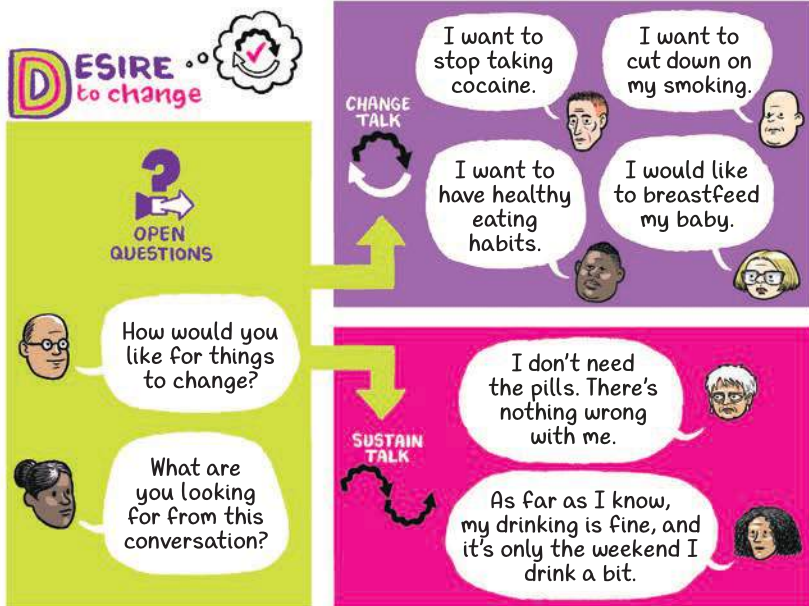 DESIRE
to change
?
OPEN
QUESTIONS
How would you
like for things
to change?
What are
you looking
for from this
conversation?
CHANGE
TALK
I want to
stop taking
cocaine.
I want to
cut down on
my smoking.
I want to
have healthy
eating
habits.
I would like
to breastfeed
my baby.
SUSTAIN
TALK
I don't need
the pills. There's
nothing wrong
with me.
As far as I know,
my drinking is fine, and
it's only the weekend I
drink a bit.